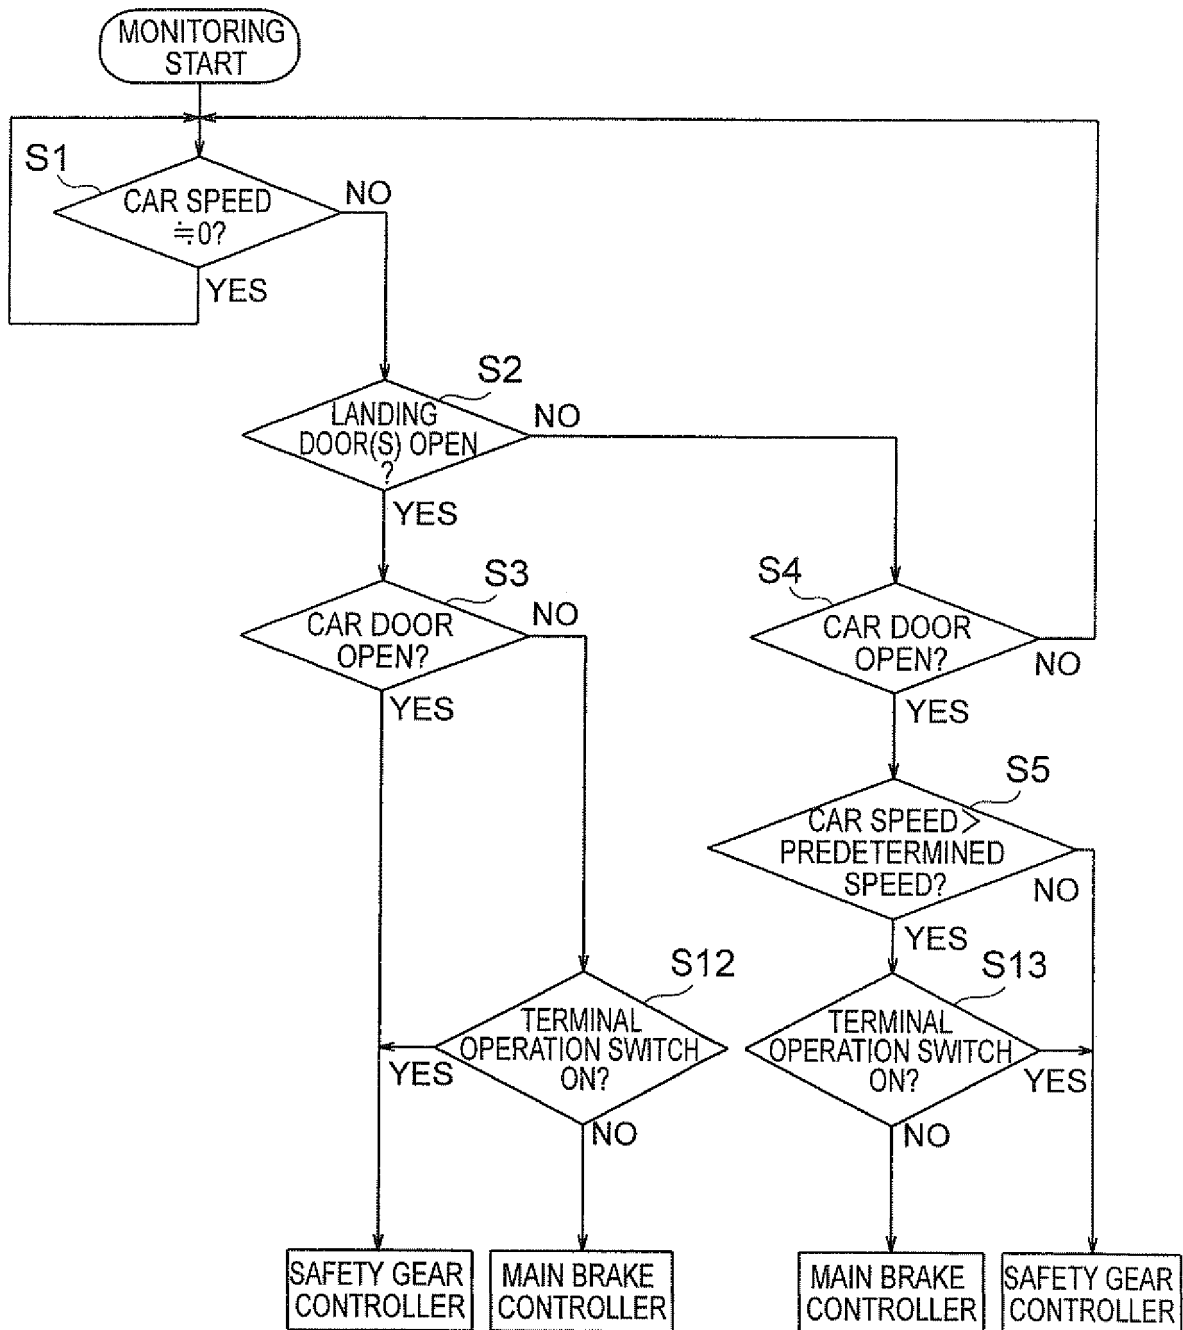 MONITORING
START
S1
CAR SPEED
≒0?
NO
YES
S2
LANDING
DOOR(S) OPEN
?
NO
YES
S3
CAR DOOR
OPEN?
NO
YES
S4
CAR DOOR
OPEN?
NO
YES
S5
CAR SPEED>
PREDETERMINED
SPEED?
NO
YES
S12
TERMINAL
OPERATION SWITCH
ON?
YES
NO
S13
TERMINAL
OPERATION SWITCH
ON?
YES
NO
SAFETY GEAR
CONTROLLER
MAIN BRAKE
CONTROLLER
MAIN BRAKE
CONTROLLER
SAFETY GEAR
CONTROLLER